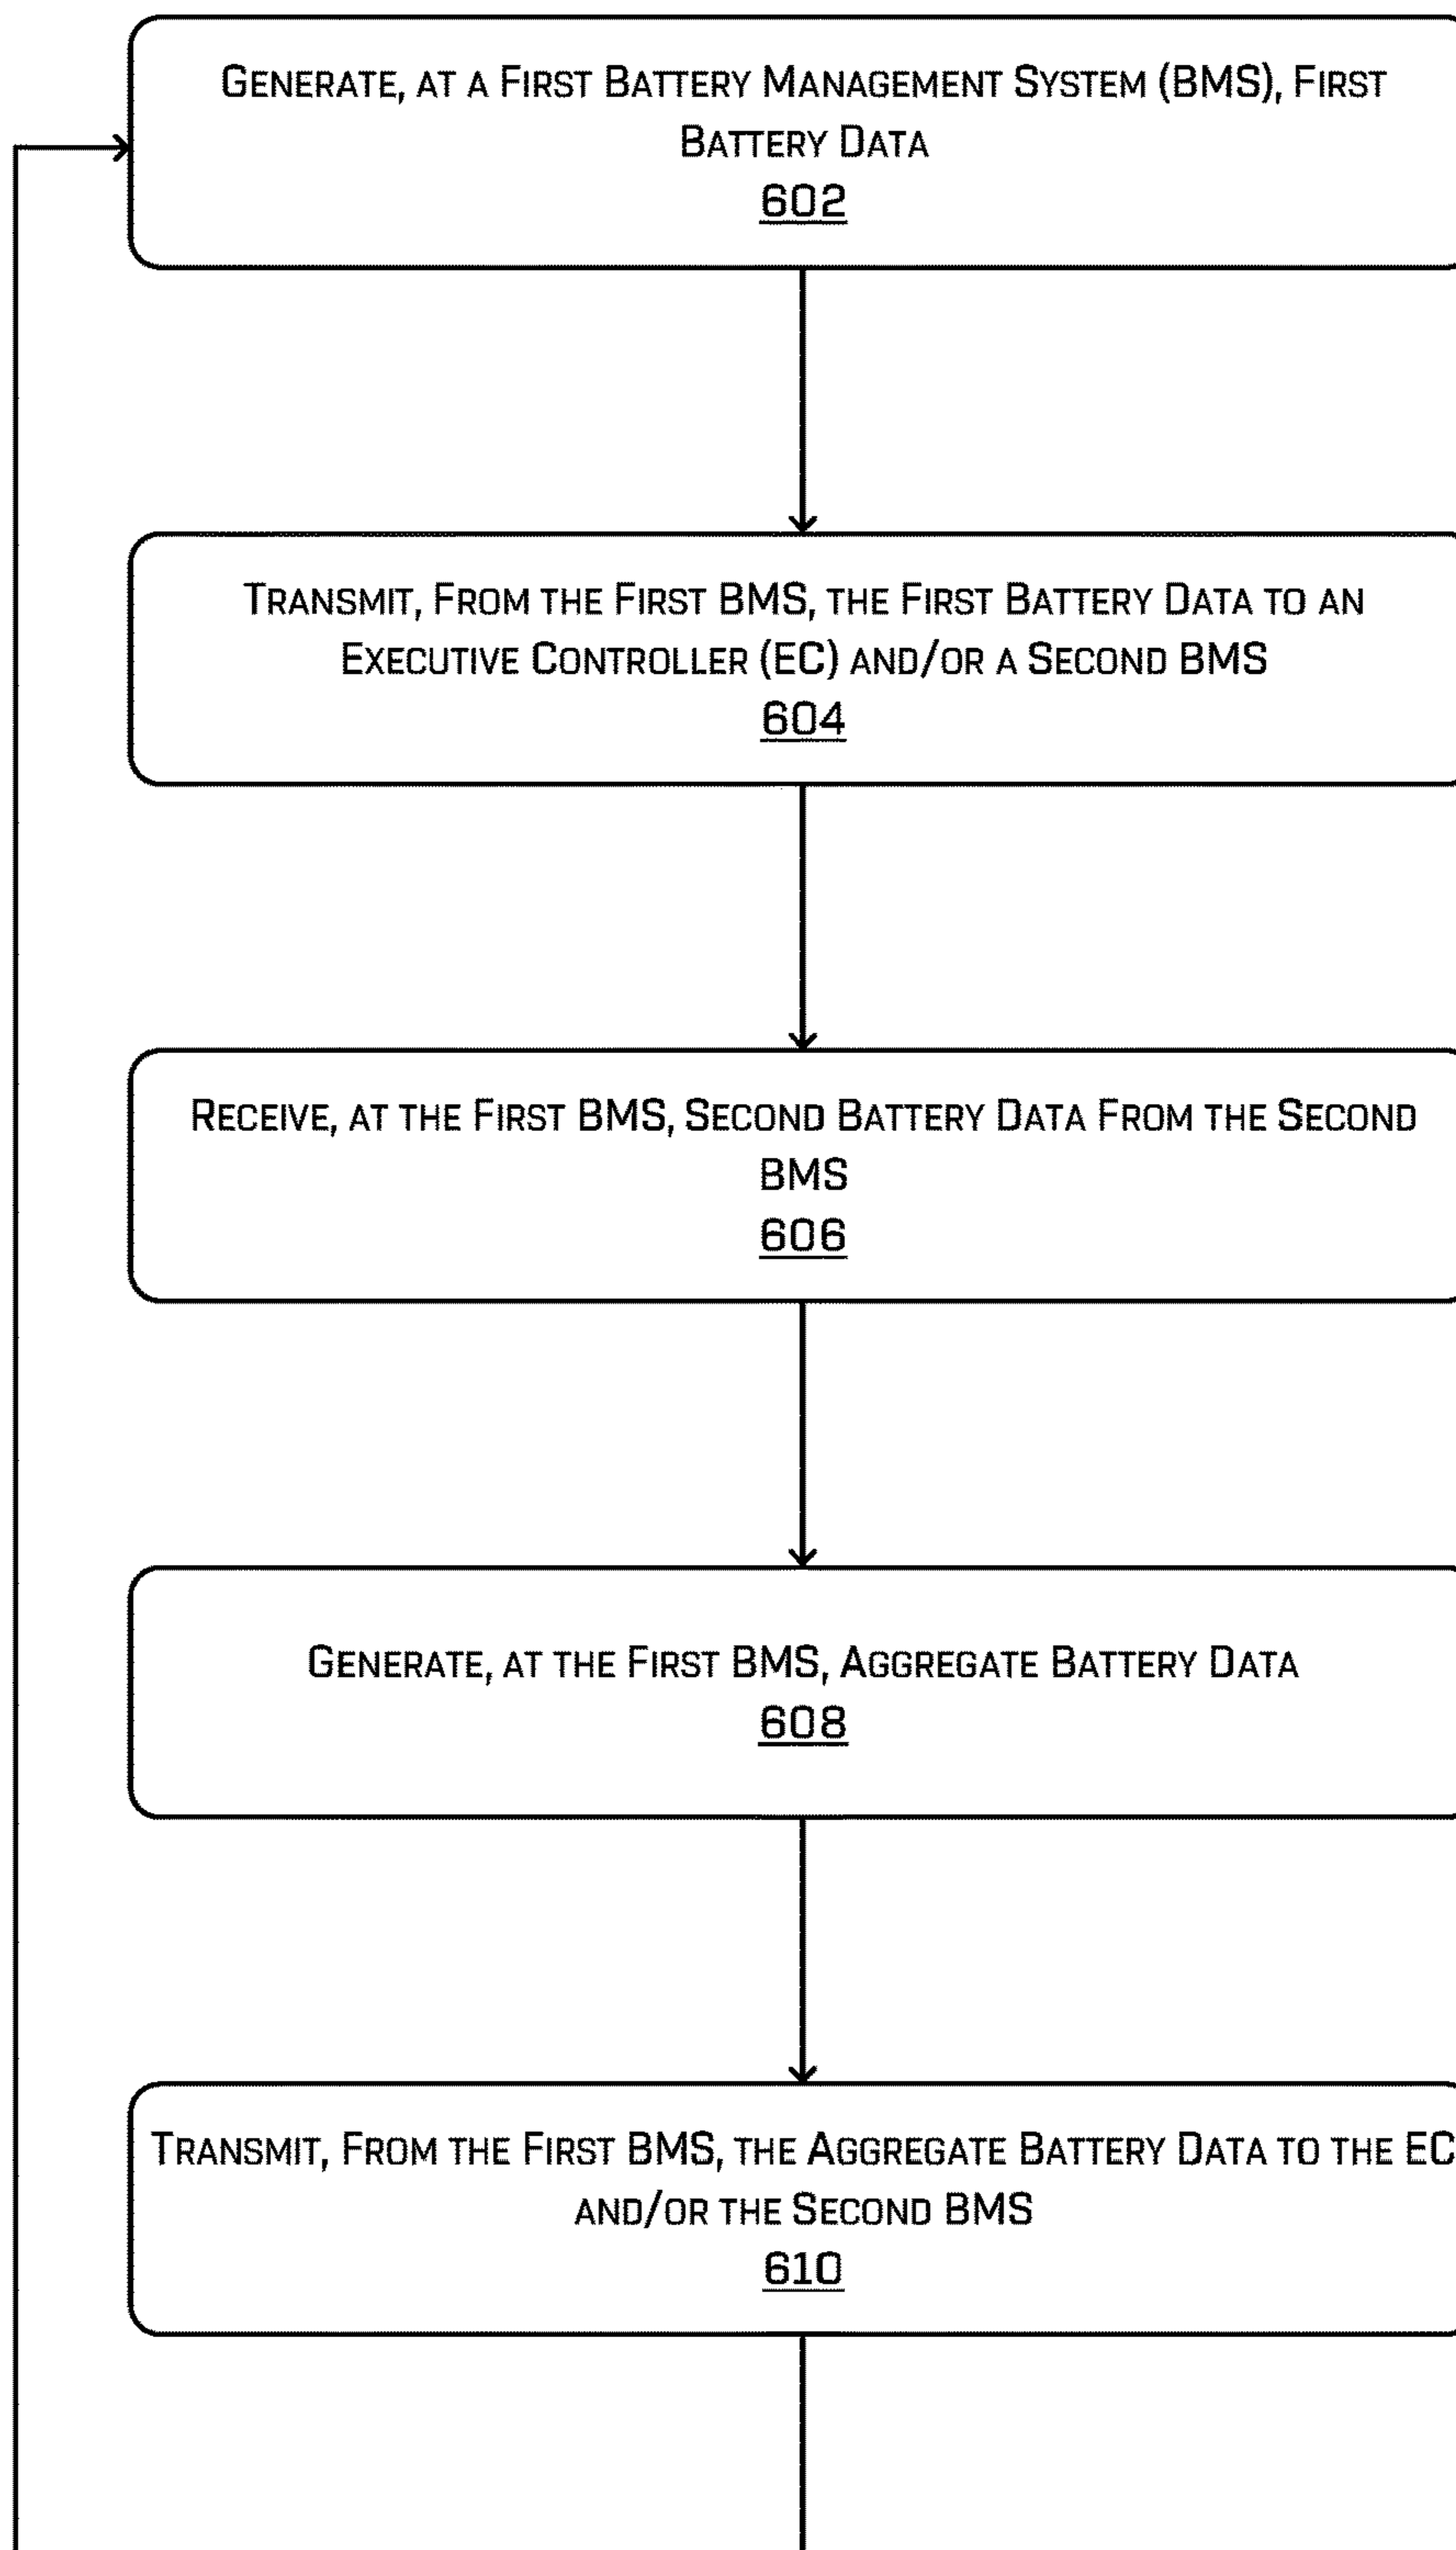 GENERATE, AT A FIRST BATTERY MANAGEMENT SYSTEM (BMS), FIRST
BATTERY DATA
602
TRANSMIT, FROM THE FIRST BMS, THE FIRST BATTERY DATA TO AN
EXECUTIVE CONTROLLER (EC) AND/OR A SECOND BMS
604
RECEIVE, AT THE FIRST BMS, SECOND BATTERY DATA FROM THE SECOND
BMS
606
GENERATE, AT THE FIRST BMS, AGGREGATE BATTERY DATA
608
TRANSMIT, FROM THE FIRST BMS, THE AGGREGATE BATTERY DATA TO THE EC
AND/OR THE SECOND BMS
610